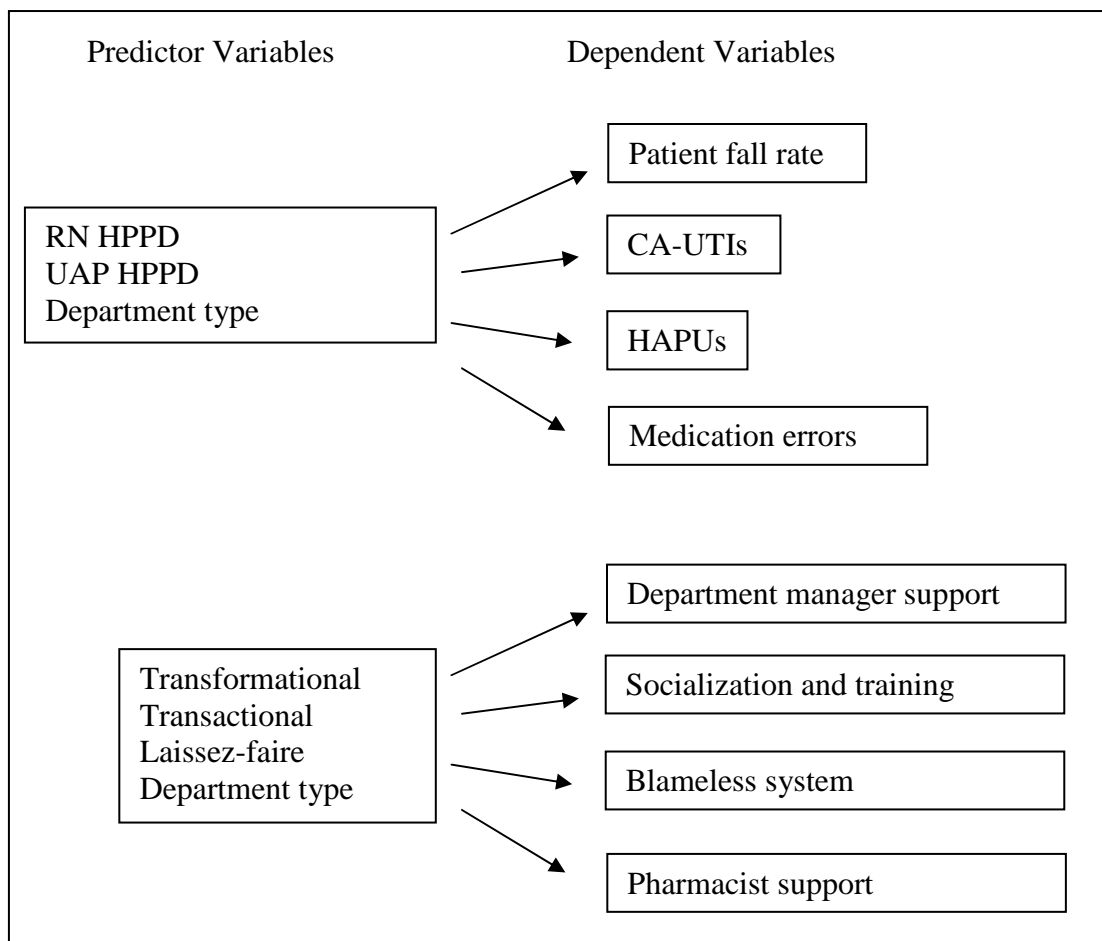 Predictor Variables
Dependent Variables
RN HPPD
UAP HPPD
Department type
Patient fall rate
CA-UTIs
HAPUs
Medication errors
Transformational
Transactional
Laissez-faire
Department type
Department manager support
Socialization and training
Blameless system
Pharmacist support